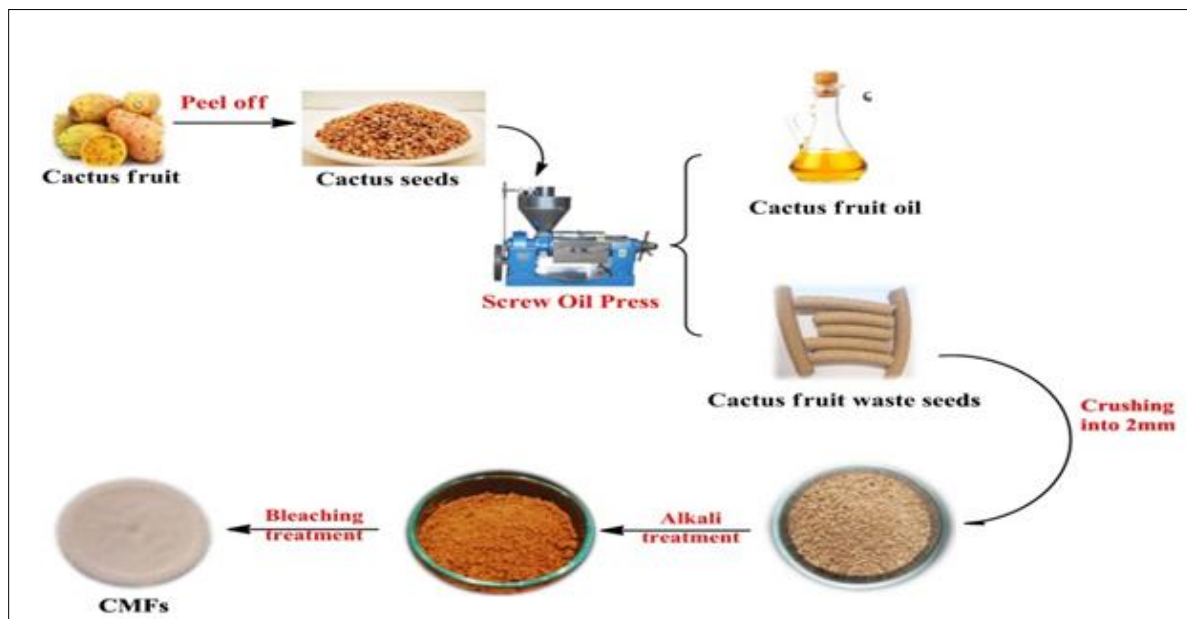 Peel off
Cactus fruit
Cactus seeds
Cactus fruit oil
Screw Oil Press
Cactus fruit waste seeds
Crushing
into 2mm
Alkali
treatment
Bleaching
treatment
CMFs